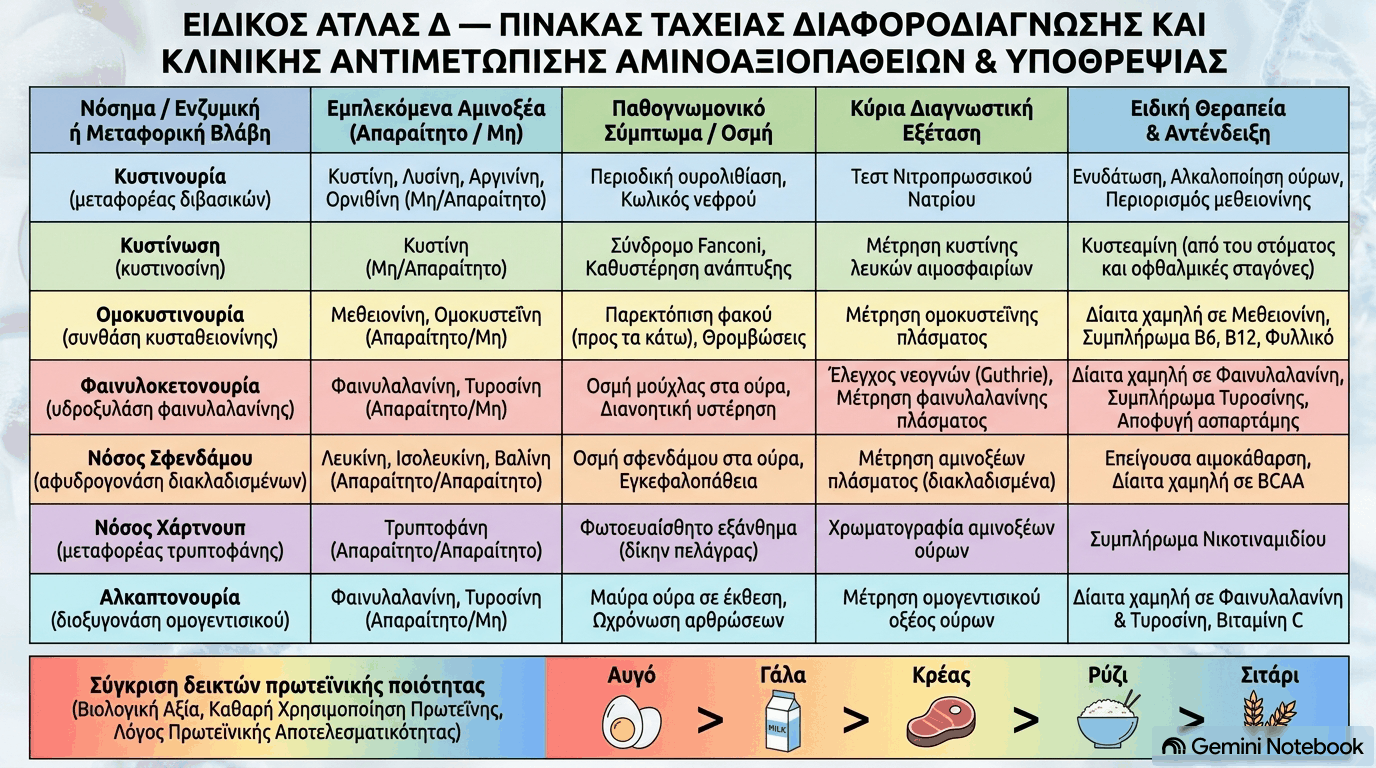 ΕΙΔΙΚΟΣ ΑΤΛΑΣ Δ — ΠΙΝΑΚΑΣ ΤΑΧΕΙΑΣ ΔΙΑΦΟΡΟΔΙΑΓΝΩΣΗΣ ΚΑΙ
ΚΛΙΝΙΚΗΣ ΑΝΤΙΜΕΤΩΠΙΣΗΣ ΑΜΙΝΟΑΞΙΟΠΑΘΕΙΩΝ & ΥΠΟΘΡΕΨΙΑΣ
Νόσημα / Ενζυμική
ή Μεταφορική Βλάβη
Εμπλεκόμενα Αμινοξέα
(Απαραίτητο / Μη)
Παθογνωμονικό
Σύμπτωμα / Οσμή
Κύρια Διαγνωστική
Εξέταση
Ειδική Θεραπεία
& Αντένδειξη
Κυστινουρία
(μεταφορέας διβασικών)
Κυστίνη, Λυσίνη, Αργινίνη,
Ορνιθίνη (Μη/Απαραίτητο)
Περιοδική ουρολιθίαση,
Κωλικός νεφρού
Τεστ Νιτροπρωσσικού
Νατρίου
Ενυδάτωση, Αλκαλοποίηση ούρων,
Περιορισμός μεθειονίνης
Κυστίνωση
(κυστινοσίνη)
Κυστίνη
(Μη/Απαραίτητο)
Σύνδρομο Fanconi,
Καθυστέρηση ανάπτυξης
Μέτρηση κυστίνης
λευκών αιμοσφαιρίων
Κυστεαμίνη (από του στόματος
και οφθαλμικές σταγόνες)
Ομοκυστινουρία
(συνθάση κυσταθειονίνης)
Μεθειονίνη, Ομοκυστεΐνη
(Απαραίτητο/Μη)
Παρεκτόπιση φακού
(προς τα κάτω), Θρομβώσεις
Μέτρηση ομοκυστεΐνης
πλάσματος
Δίαιτα χαμηλή σε Μεθειονίνη,
Συμπλήρωμα Β6, Β12, Φυλλικό
Φαινυλοκετονουρία
(υδροξυλάση φαινυλαλανίνης)
Φαινυλαλανίνη, Τυροσίνη
(Απαραίτητο/Μη)
Οσμή μούχλας στα ούρα,
Διανοητική υστέρηση
Έλεγχος νεογνών (Guthrie),
Μέτρηση φαινυλαλανίνης
πλάσματος
Δίαιτα χαμηλή σε Φαινυλαλανίνη,
Συμπλήρωμα Τυροσίνης,
Αποφυγή ασπαρτάμης
Νόσος Σφενδάμου
(αφυδρογονάση διακλαδισμένων)
Λευκίνη, Ισολευκίνη, Βαλίνη
(Απαραίτητο/Απαραίτητο)
Οσμή σφενδάμου στα ούρα,
Εγκεφαλοπάθεια
Μέτρηση αμινοξέων
πλάσματος (διακλαδισμένα)
Επείγουσα αιμοκάθαρση,
Δίαιτα χαμηλή σε BCAA
Νόσος Χάρτνουπ
(μεταφορέας τρυπτοφάνης)
Τρυπτοφάνη
(Απαραίτητο/Απαραίτητο)
Φωτοευαίσθητο εξάνθημα
(δίκην πελάγρας)
Χρωματογραφία αμινοξέων
ούρων
Συμπλήρωμα Νικοτιναμιδίου
Αλκαπτονουρία
(διοξυγονάση ομογεντισικού)
Φαινυλαλανίνη, Τυροσίνη
(Απαραίτητο/Μη)
Μαύρα ούρα σε έκθεση,
Ωχρόνωση αρθρώσεων
Μέτρηση ομογεντισικού
οξέος ούρων
Δίαιτα χαμηλή σε Φαινυλαλανίνη
& Τυροσίνη, Βιταμίνη C
Σύγκριση δεικτών πρωτεϊνικής ποιότητας
(Βιολογική Αξία, Καθαρή Χρησιμοποίηση Πρωτεΐνης,
Λόγος Πρωτεϊνικής Αποτελεσματικότητας)
Αυγό > Γάλα > Κρέας > Ρύζι > Σιτάρι
MILK
Gemini Notebook